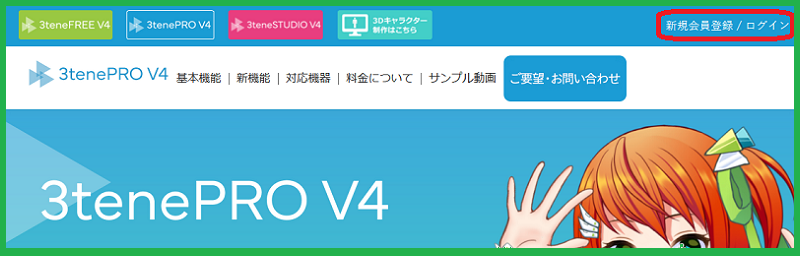 3teneFREE V4 3tenePRO V4 3teneSTUDIO V4 3Dキャラクター
制作はこちら
新規会員登録 / ログイン
3tenePRO V4 基本機能 | 新機能 | 対応機器 | 料金について | サンプル動画 ご要望・お問い合わせ
3tenePRO V4